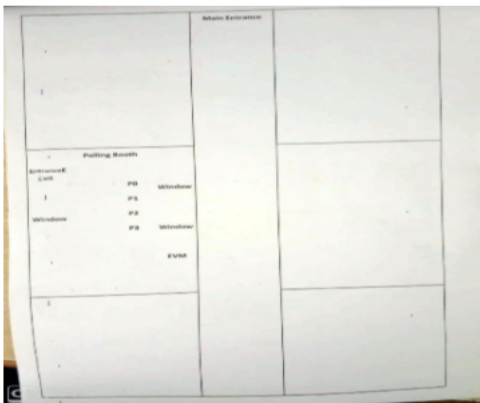 Main Entrance
Polling Booth
Entrance&
Exit
P0
Window
P1
P2
Window
P3
Window
EVM